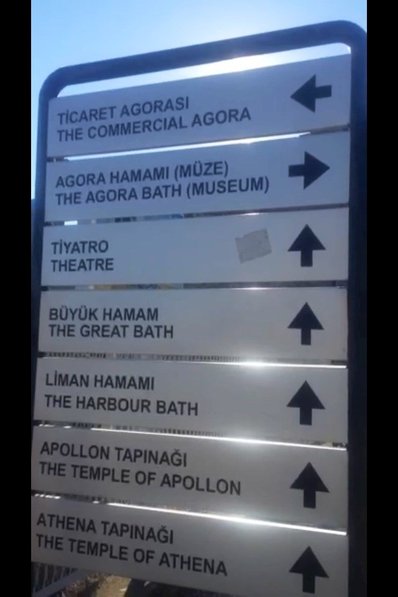 TİCARET AGORASI
THE COMMERCIAL AGORA
AGORA HAMAMI (MÜZE)
THE AGORA BATH (MUSEUM)
TİYATRO
THEATRE
BÜYÜK HAMAM
THE GREAT BATH
LİMAN HAMAMI
THE HARBOUR BATH
APOLLON TAPINAĞI
THE TEMPLE OF APOLLON
ATHENA TAPINAĞI
THE TEMPLE OF ATHENA